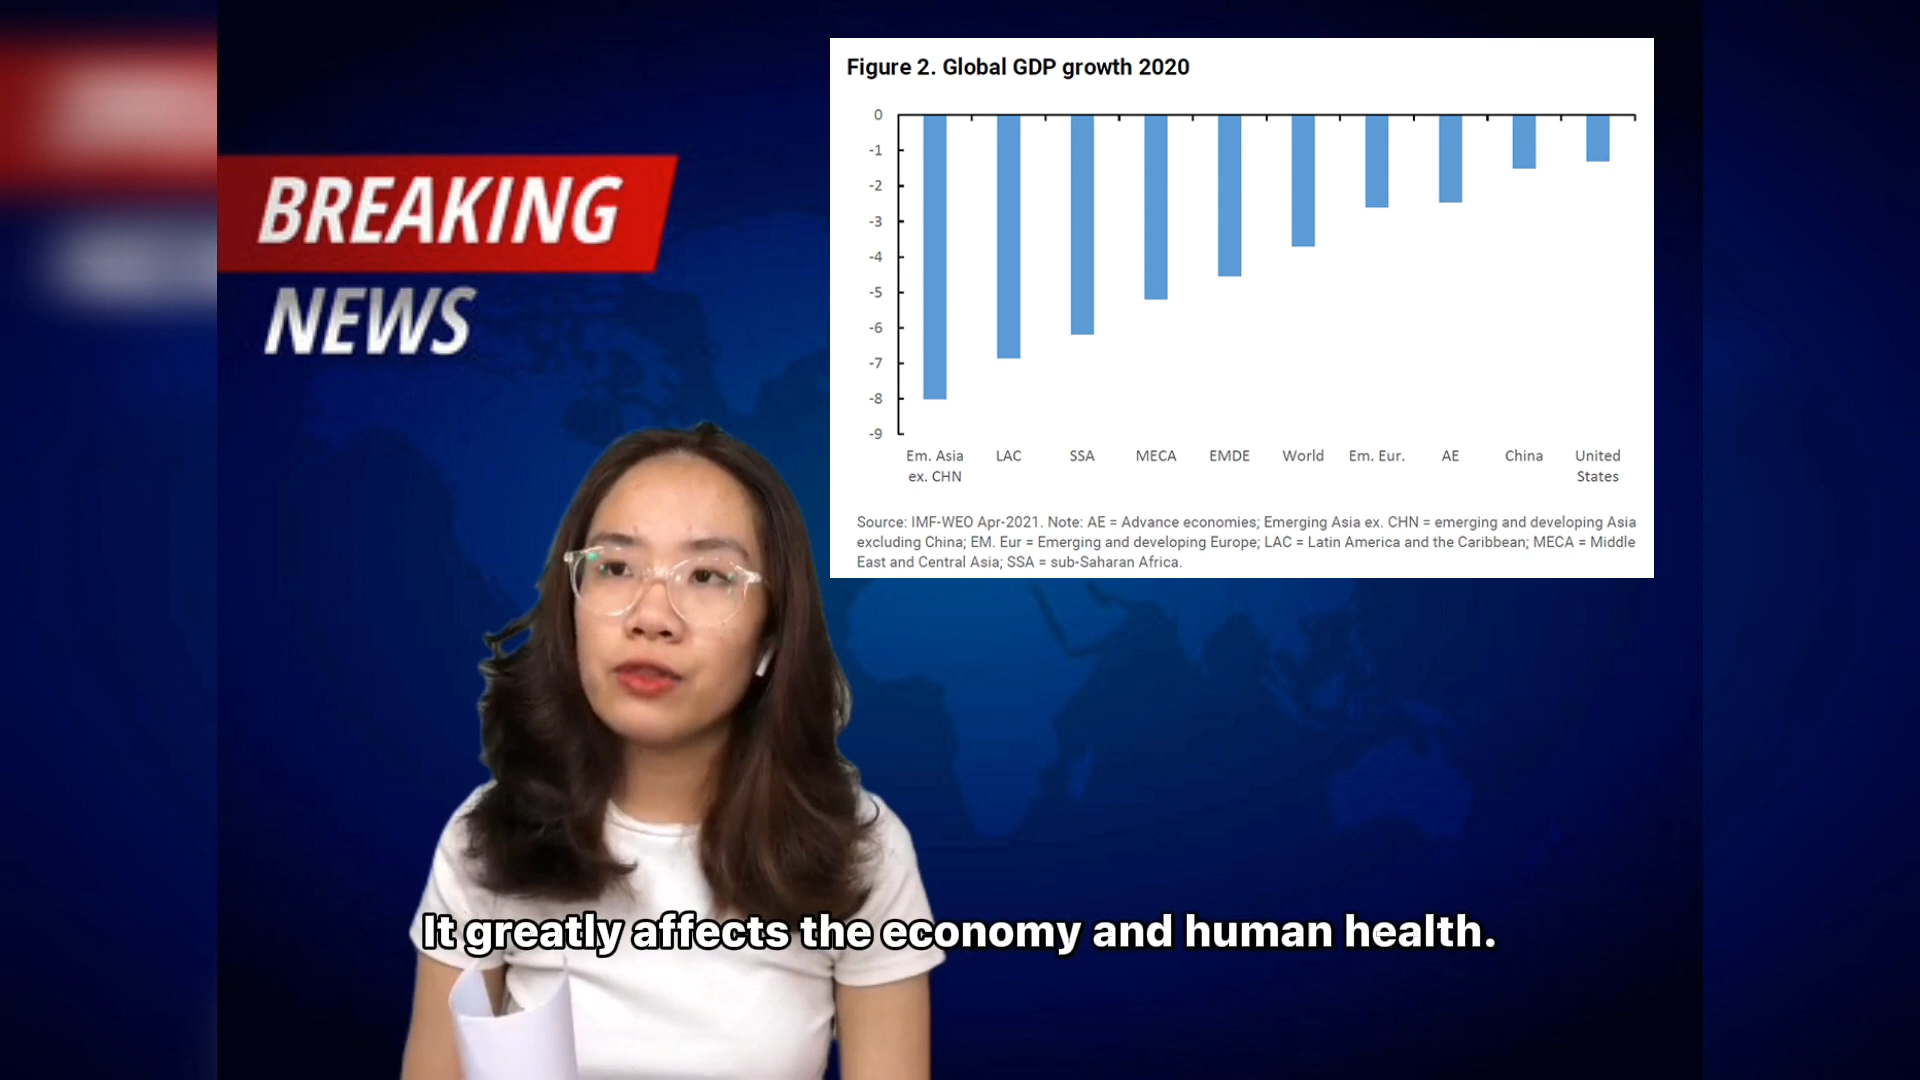 BREAKING
NEWS
Figure 2. Global GDP growth 2020
0
-1
-2
-3
-4
-5
-6
-7
-8
-9
Em. Asia ex. CHN
LAC
SSA
MECA
EMDE
World
Em. Eur.
AE
China
United States
Source: IMF-WEO Apr-2021. Note: AE = Advance economies; Emerging Asia ex. CHN = emerging and developing Asia
excluding China; EM. Eur = Emerging and developing Europe; LAC = Latin America and the Caribbean; MECA = Middle
East and Central Asia; SSA = sub-Saharan Africa.
It greatly affects the economy and human health.